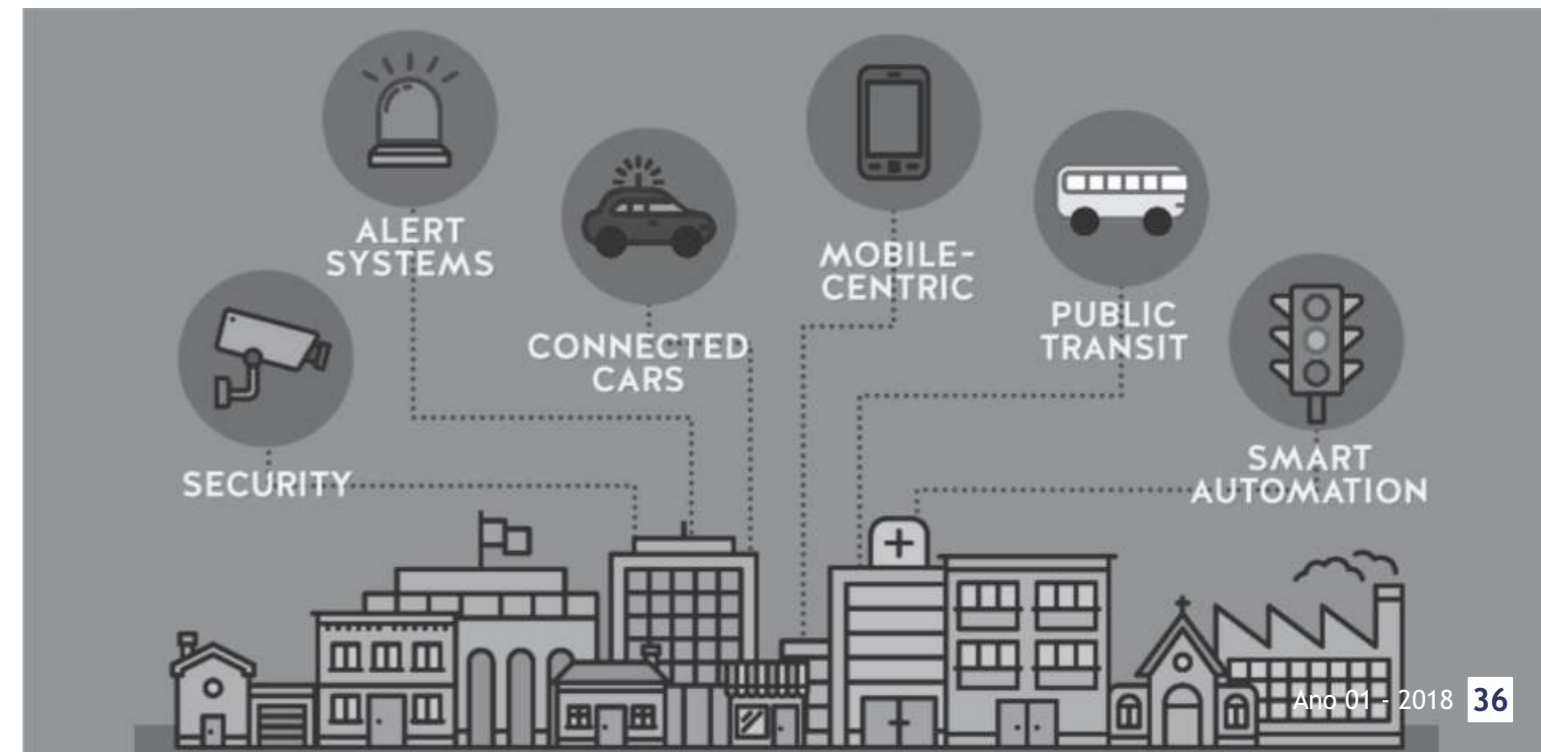 ALERT
SYSTEMS
MOBILE-
CENTRIC
PUBLIC
TRANSIT
CONNECTED
CARS
SMART
AUTOMATION
SECURITY
Ano 01 - 2018 36